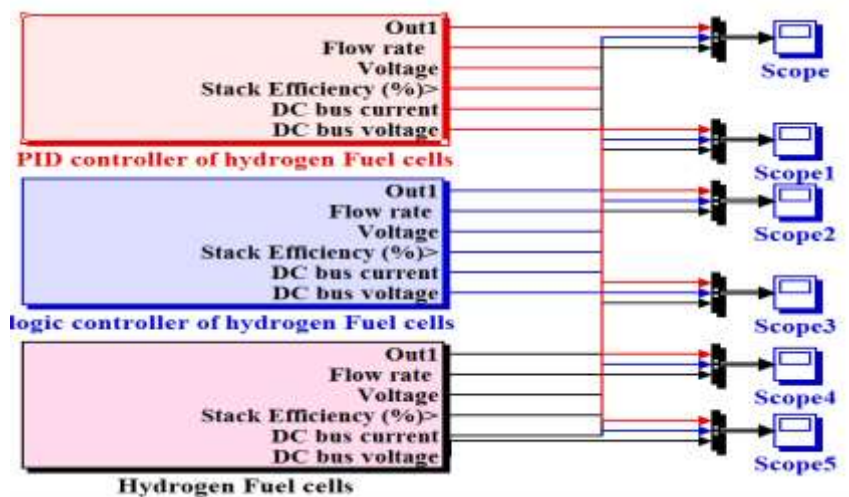 Out1
Flow rate
Voltage
Stack Efficiency (%)>
DC bus current
DC bus voltage
PID controller of hydrogen Fuel cells
Out1
Flow rate
Voltage
Stack Efficiency (%)>
DC bus current
DC bus voltage
logic controller of hydrogen Fuel cells
Out1
Flow rate
Voltage
Stack Efficiency (%)>
DC bus current
DC bus voltage
Hydrogen Fuel cells
Scope
Scope1
Scope2
Scope3
Scope4
Scope5